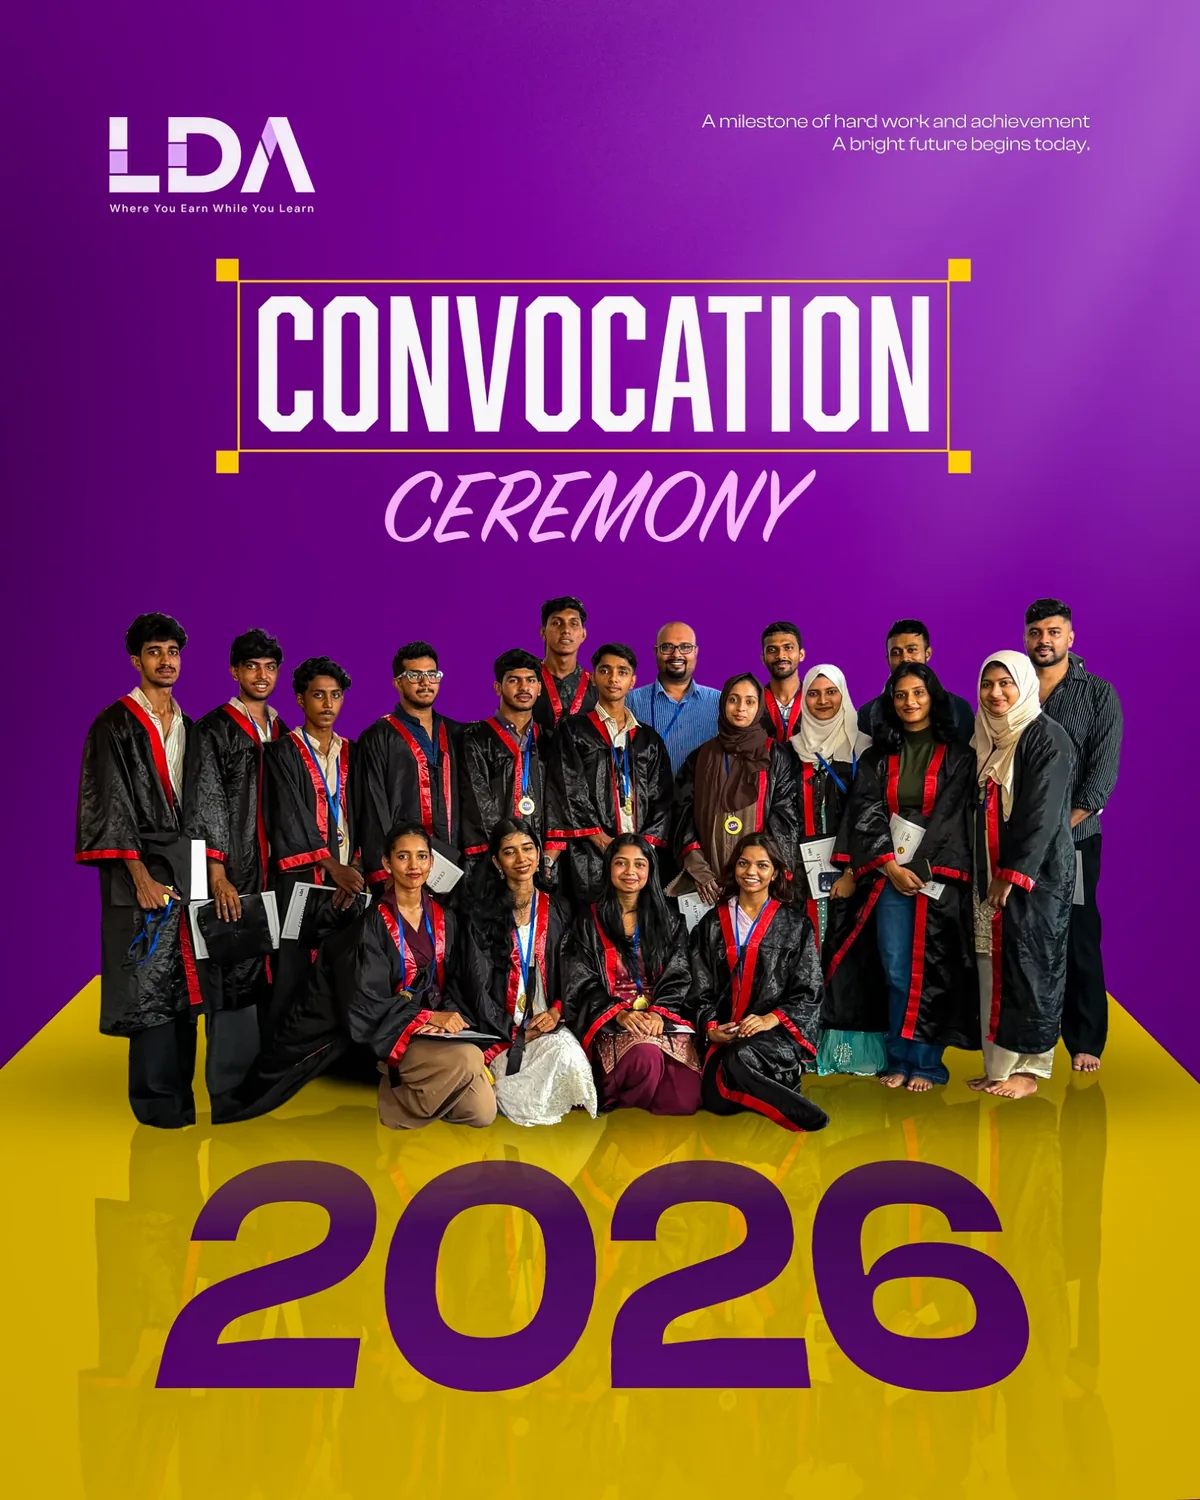 LDA
Where You Earn While You Learn
A milestone of hard work and achievement
A bright future begins today.
CONVOCATION
CEREMONY
LDA
2026